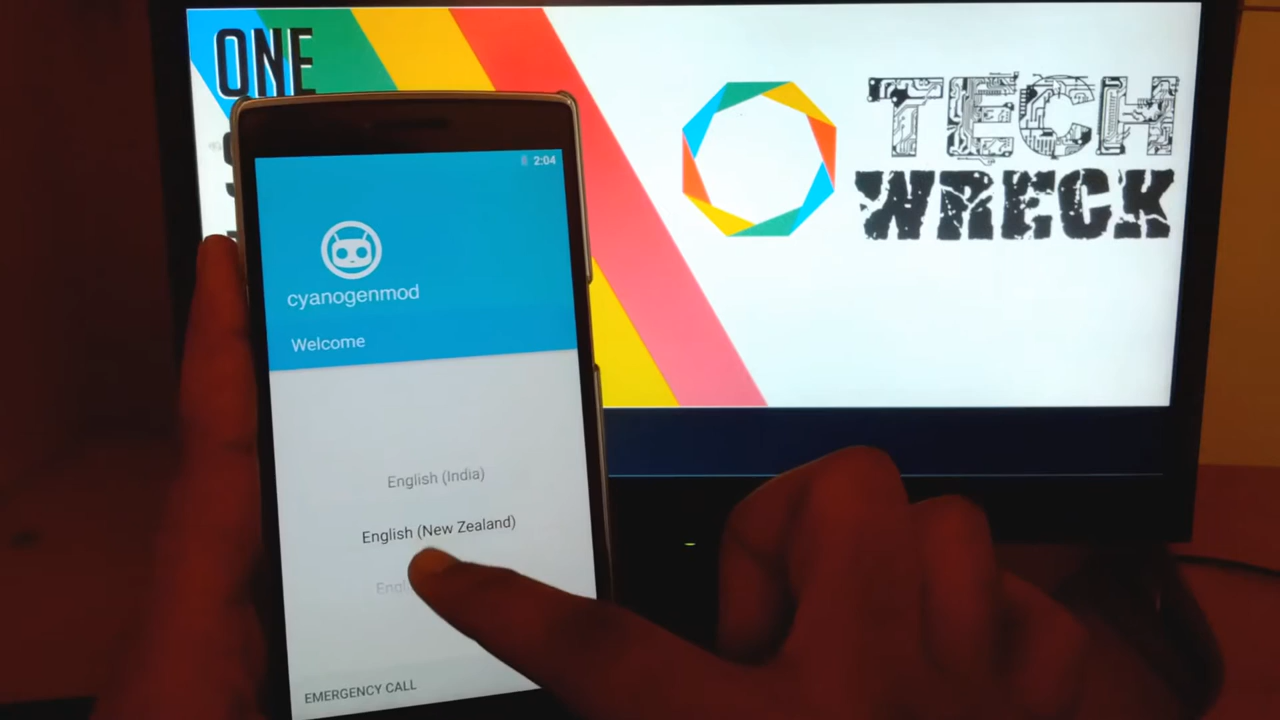 ONE
TECH
WRECK
2:04
cyanogenmod
Welcome
English (India)
English (New Zealand)
EMERGENCY CALL